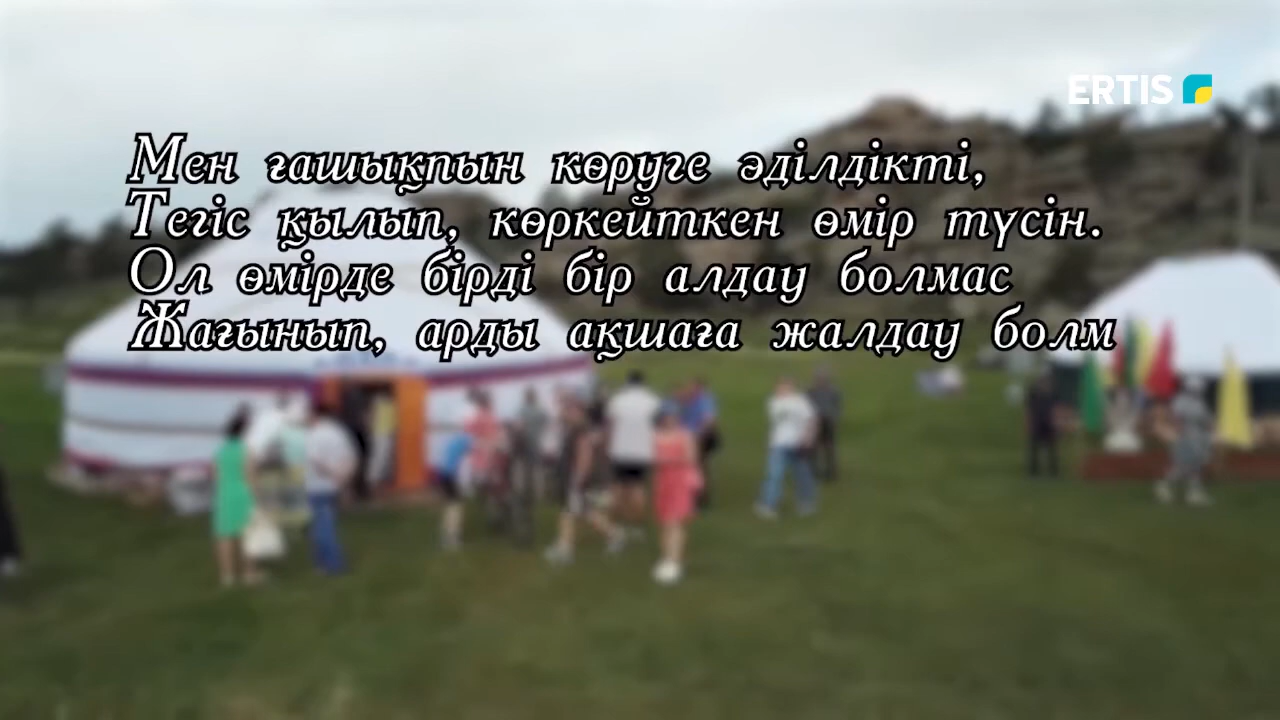 ERTIS
Мен ғашықпын көруге әділдікті,
Тегіс қылып, көркейткен өмір түсін.
Ол өмірде бірді бір алдау болмас
Жағынып, арды ақшаға жалдау болм